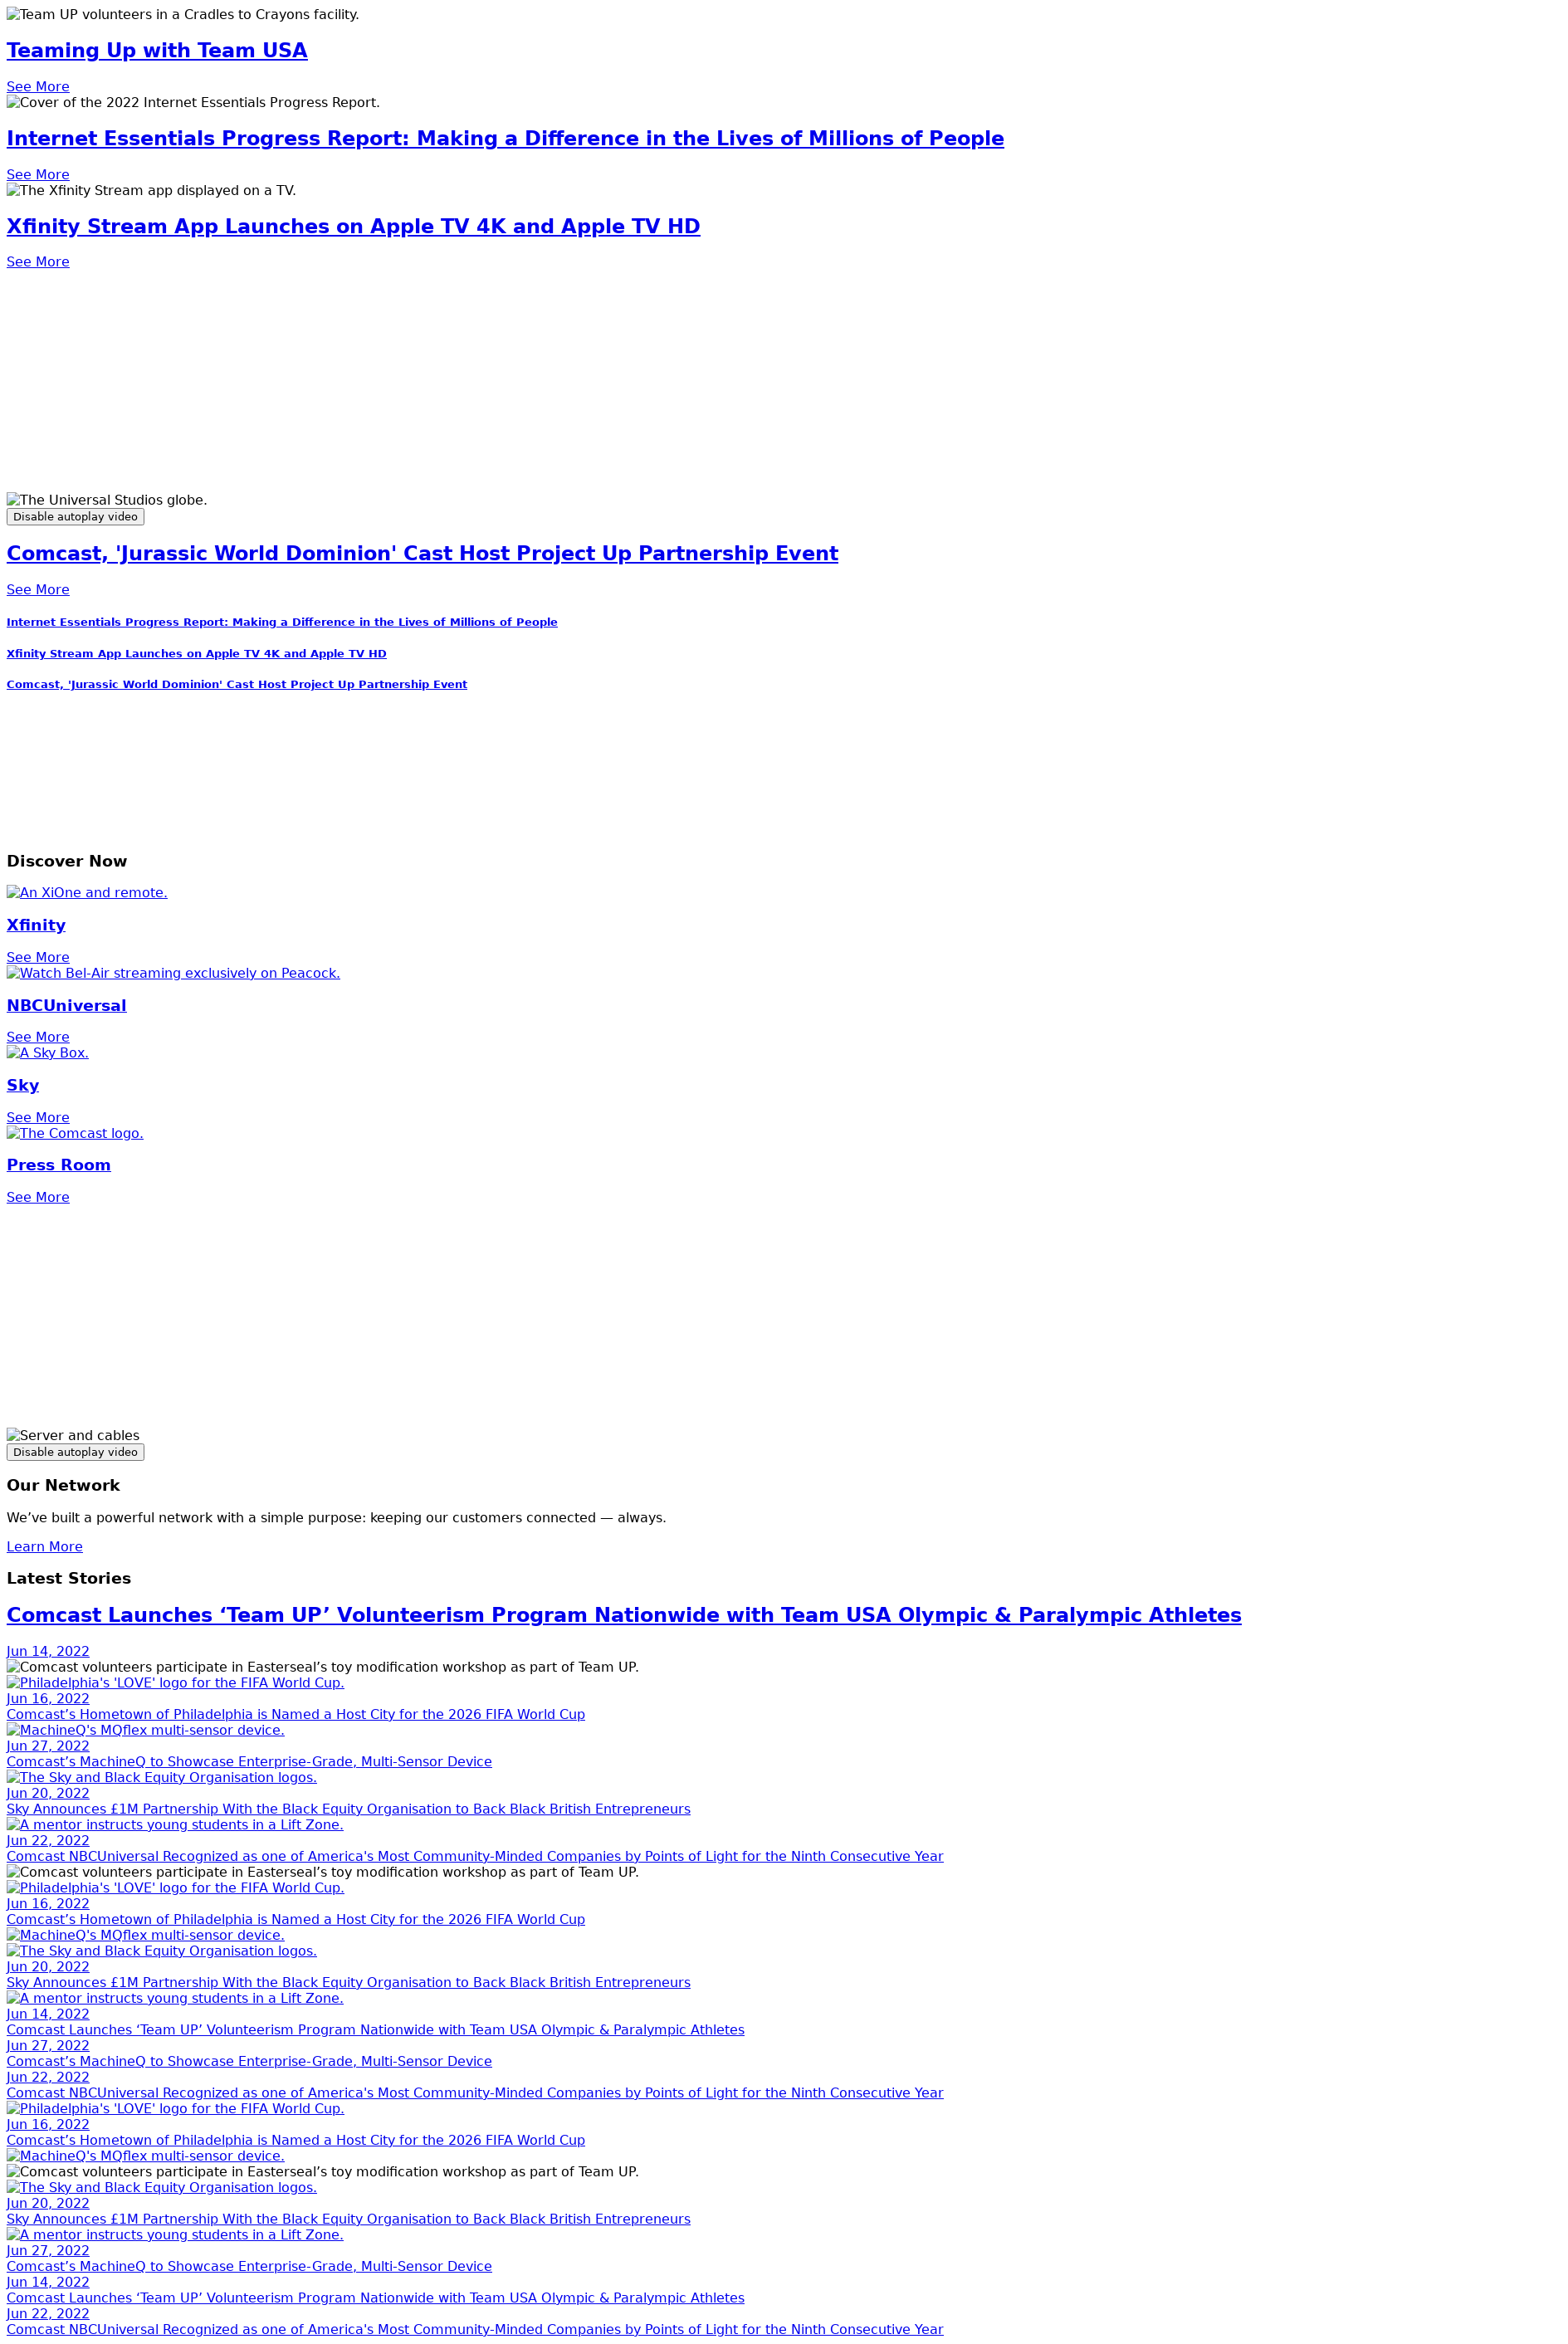 Team UP volunteers in a Cradles to Crayons facility.
Teaming Up with Team USA
See More
Cover of the 2022 Internet Essentials Progress Report.
Internet Essentials Progress Report: Making a Difference in the Lives of Millions of People
See More
The Xfinity Stream app displayed on a TV.
Xfinity Stream App Launches on Apple TV 4K and Apple TV HD
See More
The Universal Studios globe.
Disable autoplay video
Comcast, 'Jurassic World Dominion' Cast Host Project Up Partnership Event
See More
Internet Essentials Progress Report: Making a Difference in the Lives of Millions of People
Xfinity Stream App Launches on Apple TV 4K and Apple TV HD
Comcast, 'Jurassic World Dominion' Cast Host Project Up Partnership Event
Discover Now
An XiOne and remote.
Xfinity
See More
Watch Bel-Air streaming exclusively on Peacock.
NBCUniversal
See More
A Sky Box.
Sky
See More
The Comcast logo.
Press Room
See More
Server and cables
Disable autoplay video
Our Network
We’ve built a powerful network with a simple purpose: keeping our customers connected — always.
Learn More
Latest Stories
Comcast Launches ‘Team UP’ Volunteerism Program Nationwide with Team USA Olympic & Paralympic Athletes
Jun 14, 2022
Comcast volunteers participate in Easterseal’s toy modification workshop as part of Team UP.
Philadelphia's 'LOVE' logo for the FIFA World Cup.
Jun 16, 2022
Comcast’s Hometown of Philadelphia is Named a Host City for the 2026 FIFA World Cup
MachineQ's MQflex multi-sensor device.
Jun 27, 2022
Comcast’s MachineQ to Showcase Enterprise-Grade, Multi-Sensor Device
The Sky and Black Equity Organisation logos.
Jun 20, 2022
Sky Announces £1M Partnership With the Black Equity Organisation to Back Black British Entrepreneurs
A mentor instructs young students in a Lift Zone.
Jun 22, 2022
Comcast NBCUniversal Recognized as one of America's Most Community-Minded Companies by Points of Light for the Ninth Consecutive Year
Comcast volunteers participate in Easterseal’s toy modification workshop as part of Team UP.
Philadelphia's 'LOVE' logo for the FIFA World Cup.
Jun 16, 2022
Comcast’s Hometown of Philadelphia is Named a Host City for the 2026 FIFA World Cup
MachineQ's MQflex multi-sensor device.
The Sky and Black Equity Organisation logos.
Jun 20, 2022
Sky Announces £1M Partnership With the Black Equity Organisation to Back Black British Entrepreneurs
A mentor instructs young students in a Lift Zone.
Jun 14, 2022
Comcast Launches ‘Team UP’ Volunteerism Program Nationwide with Team USA Olympic & Paralympic Athletes
Jun 27, 2022
Comcast’s MachineQ to Showcase Enterprise-Grade, Multi-Sensor Device
Jun 22, 2022
Comcast NBCUniversal Recognized as one of America's Most Community-Minded Companies by Points of Light for the Ninth Consecutive Year
Philadelphia's 'LOVE' logo for the FIFA World Cup.
Jun 16, 2022
Comcast’s Hometown of Philadelphia is Named a Host City for the 2026 FIFA World Cup
MachineQ's MQflex multi-sensor device.
Comcast volunteers participate in Easterseal’s toy modification workshop as part of Team UP.
The Sky and Black Equity Organisation logos.
Jun 20, 2022
Sky Announces £1M Partnership With the Black Equity Organisation to Back Black British Entrepreneurs
A mentor instructs young students in a Lift Zone.
Jun 27, 2022
Comcast’s MachineQ to Showcase Enterprise-Grade, Multi-Sensor Device
Jun 14, 2022
Comcast Launches ‘Team UP’ Volunteerism Program Nationwide with Team USA Olympic & Paralympic Athletes
Jun 22, 2022
Comcast NBCUniversal Recognized as one of America's Most Community-Minded Companies by Points of Light for the Ninth Consecutive Year